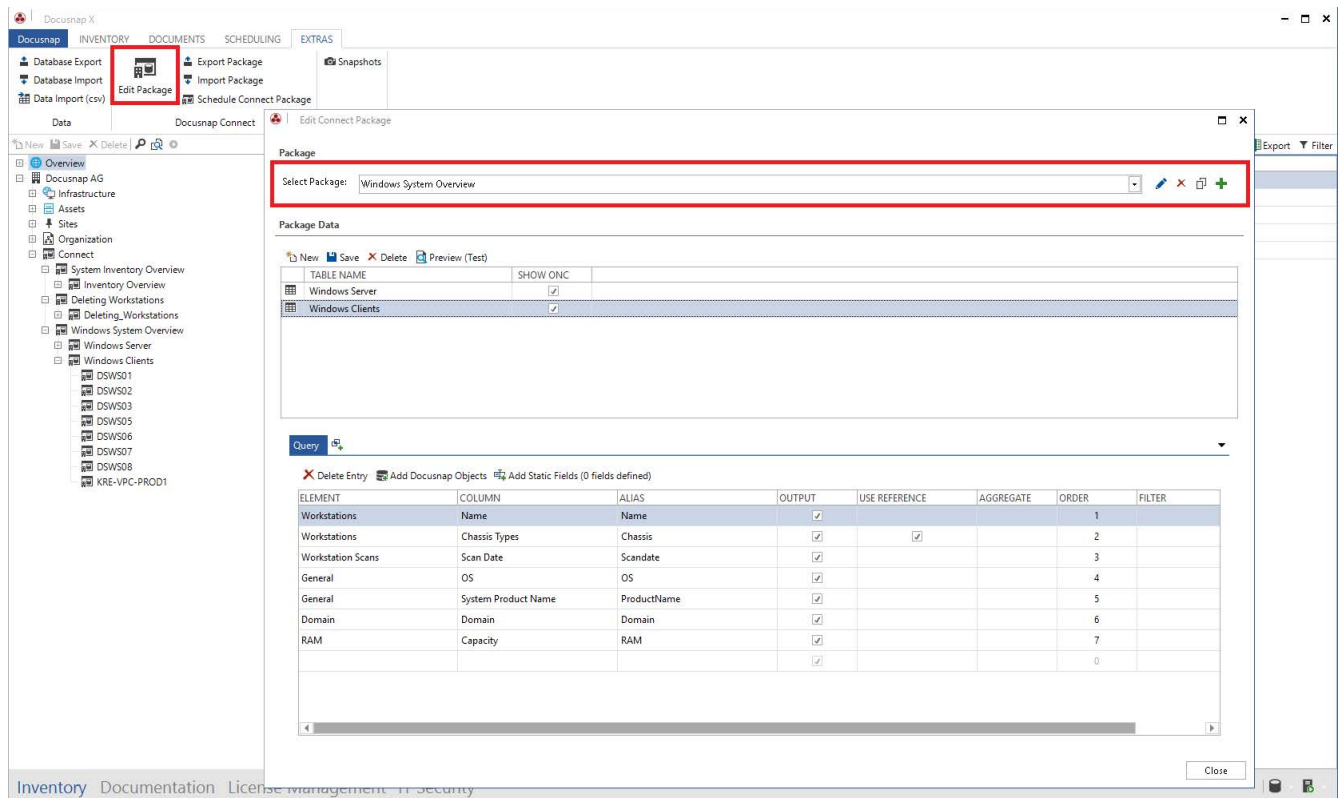 Docusnap X
Docusnap INVENTORY DOCUMENTS SCHEDULING EXTRAS
Database Export
Database Import
Data Import (csv)
Data
Edit Package
Export Package
Import Package
Schedule Connect Package
Docusnap Connect
Snapshots
New Save Delete
Export Filter
Overview
Docusnap AG
Infrastructure
Assets
Sites
Organization
Connect
System Inventory Overview
Inventory Overview
Deleting Workstations
Deleting_Workstations
Windows System Overview
Windows Server
Windows Clients
DSWS01
DSWS02
DSWS03
DSWS05
DSWS06
DSWS07
DSWS08
KRE-VPC-PROD1
Edit Connect Package
Package
Select Package: Windows System Overview
Package Data
New Save Delete Preview (Test)
TABLE NAME SHOW ONC
Windows Server
Windows Clients
Query
Delete Entry Add Docusnap Objects Add Static Fields (0 fields defined)
ELEMENT COLUMN ALIAS OUTPUT USE REFERENCE AGGREGATE ORDER FILTER
Workstations Name Name 1
Workstations Chassis Types Chassis 2
Workstation Scans Scan Date Scandate 3
General OS OS 4
General System Product Name ProductName 5
Domain Domain Domain 6
RAM Capacity RAM 7
0
Close
Inventory Documentation License Management IT Security